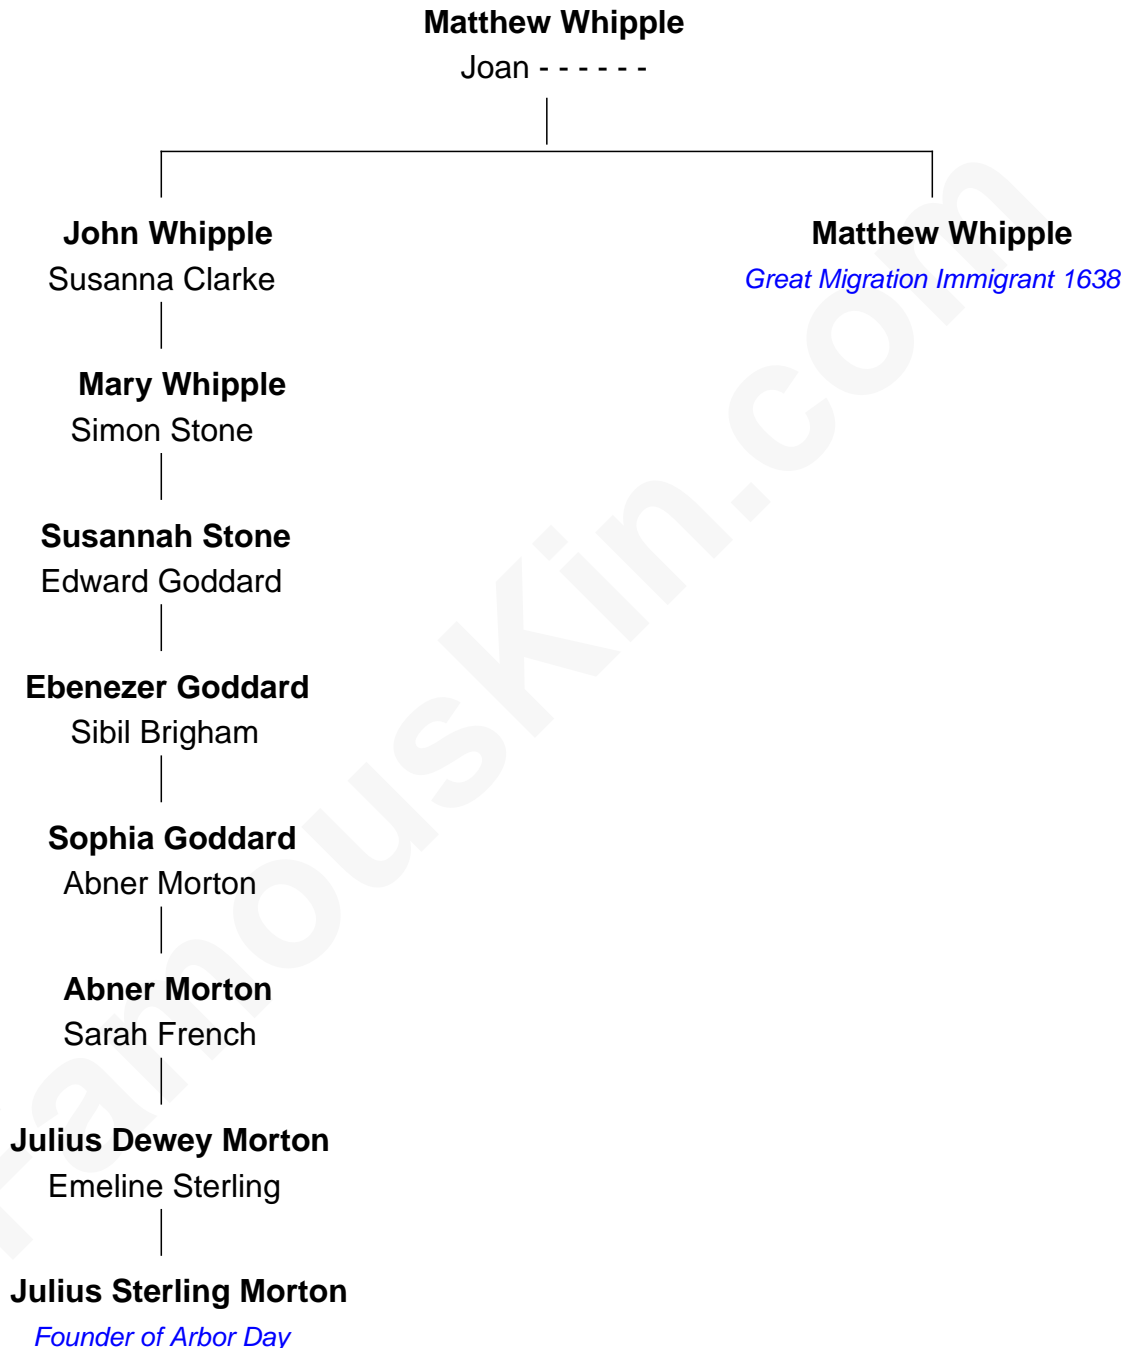 Matthew Whipple
Joan - - - - - -
John Whipple
Susanna Clarke
Matthew Whipple
Great Migration Immigrant 1638
Mary Whipple
Simon Stone
Susannah Stone
Edward Goddard
Ebenezer Goddard
Sibil Brigham
Sophia Goddard
Abner Morton
Abner Morton
Sarah French
Julius Dewey Morton
Emeline Sterling
Julius Sterling Morton
Founder of Arbor Day
FamousKin.com